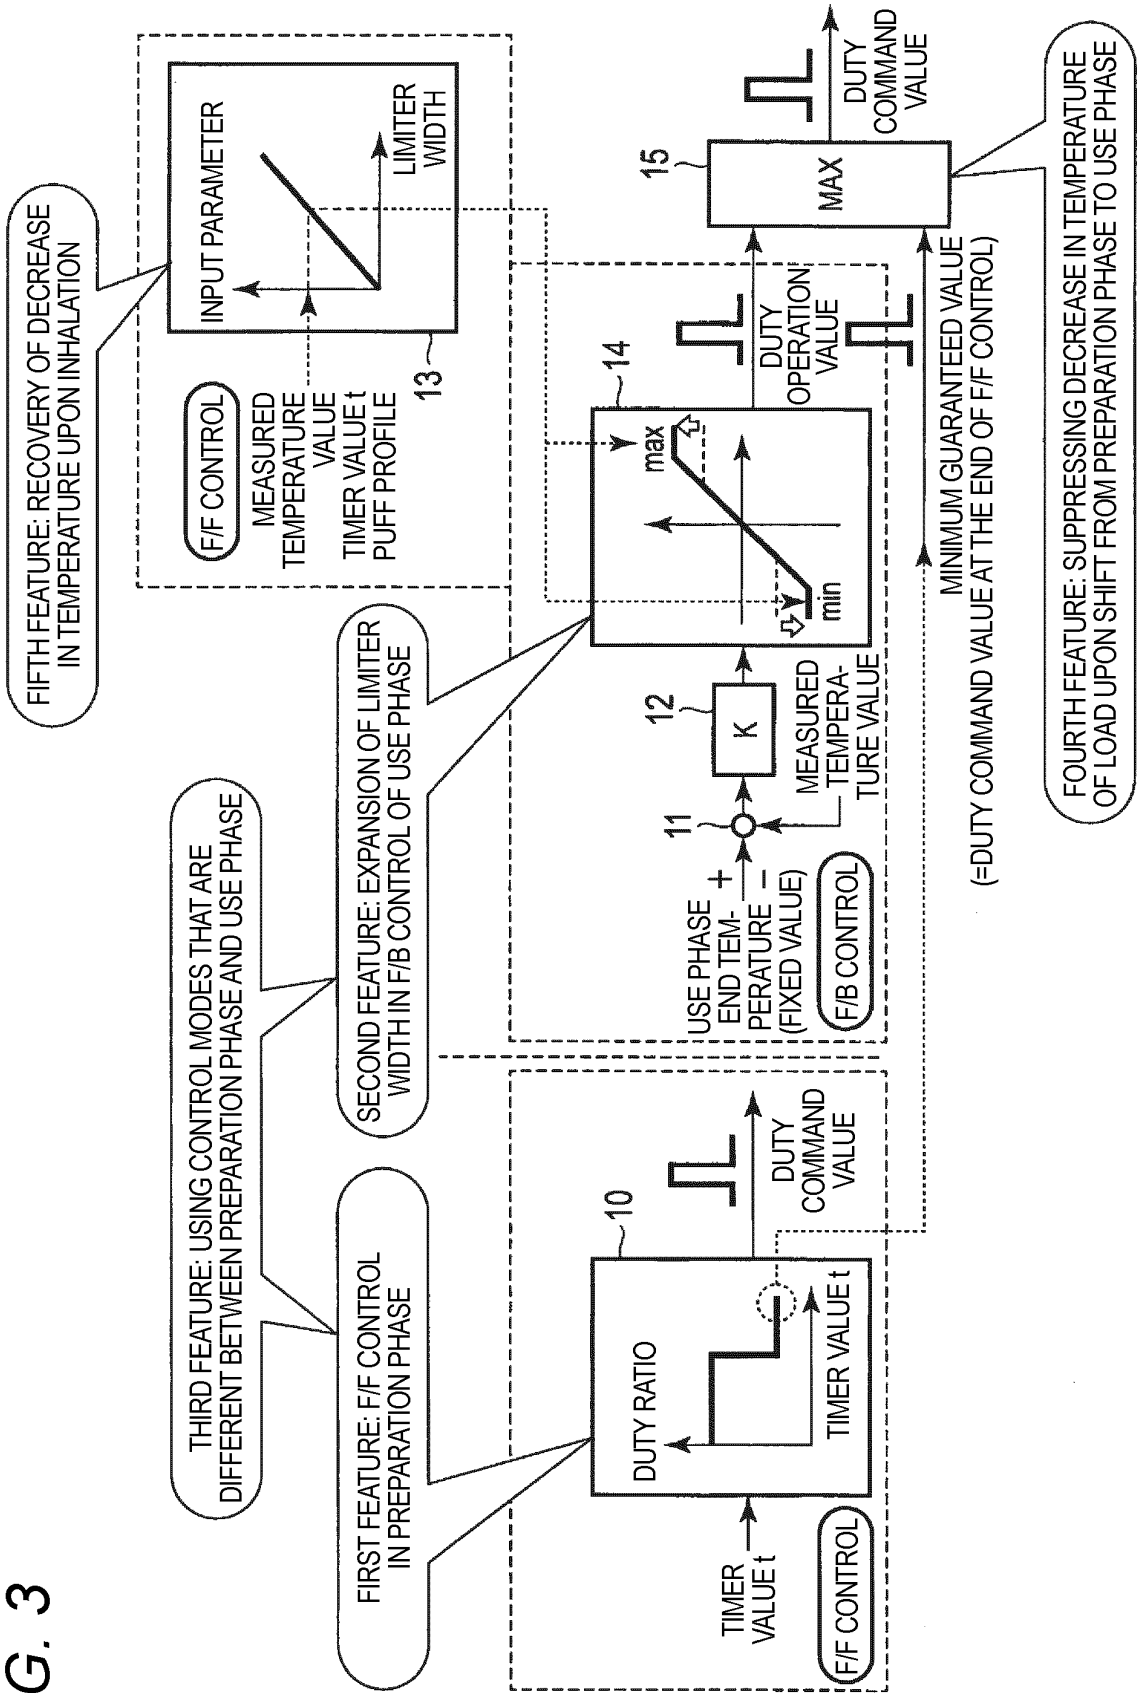 G. 3
THIRD FEATURE: USING CONTROL MODES THAT ARE
DIFFERENT BETWEEN PREPARATION PHASE AND USE PHASE
FIRST FEATURE: F/F CONTROL
IN PREPARATION PHASE
SECOND FEATURE: EXPANSION OF LIMITER
WIDTH IN F/B CONTROL OF USE PHASE
FIFTH FEATURE: RECOVERY OF DECREASE
IN TEMPERATURE UPON INHALATION
F/F CONTROL
TIMER
VALUE t
10
DUTY RATIO
TIMER VALUE t
DUTY
COMMAND
VALUE
F/B CONTROL
USE PHASE
END TEM-
PERATURE
(FIXED VALUE)
+
−
11
12
K
MEASURED
TEMPERA-
TURE VALUE
14
max
min
DUTY
OPERATION
VALUE
F/F CONTROL
MEASURED
TEMPERATURE
VALUE
TIMER VALUE t
PUFF PROFILE
13
INPUT PARAMETER
LIMITER
WIDTH
15
MAX
DUTY
COMMAND
VALUE
MINIMUM GUARANTEED VALUE
(=DUTY COMMAND VALUE AT THE END OF F/F CONTROL)
FOURTH FEATURE: SUPPRESSING DECREASE IN TEMPERATURE
OF LOAD UPON SHIFT FROM PREPARATION PHASE TO USE PHASE